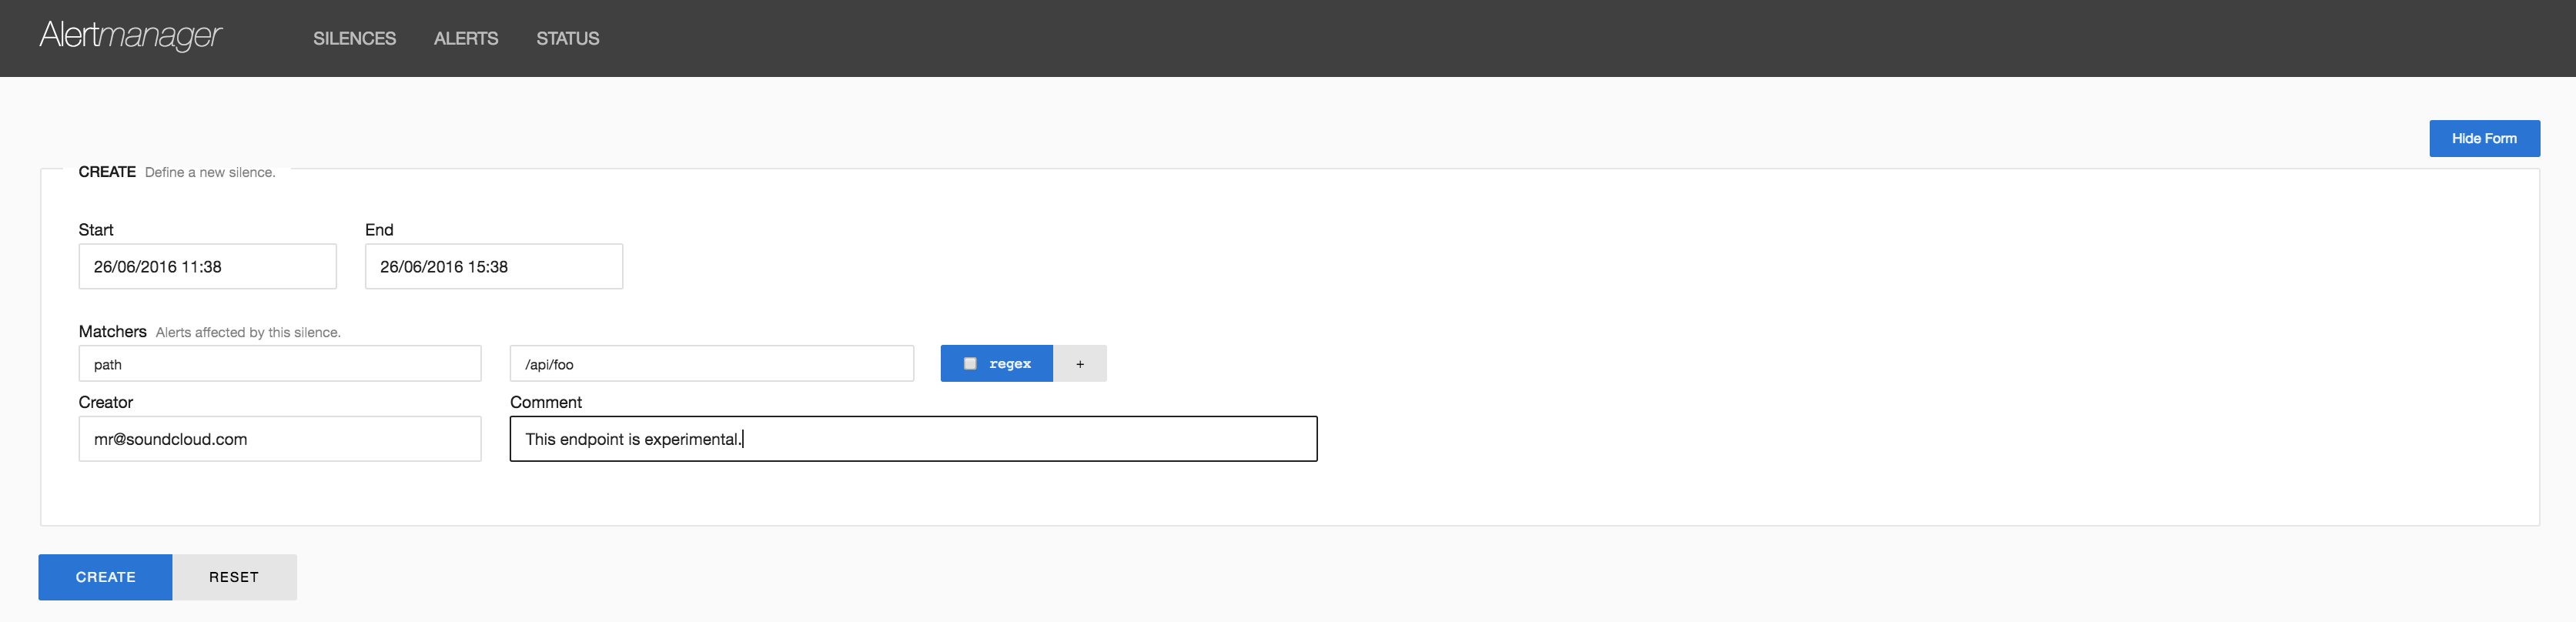 Alertmanager SILENCES ALERTS STATUS
Hide Form
CREATE Define a new silence.
Start End
26/06/2016 11:38 26/06/2016 15:38
Matchers Alerts affected by this silence.
path /api/foo regex +
Creator Comment
mr@soundcloud.com This endpoint is experimental.
CREATE RESET